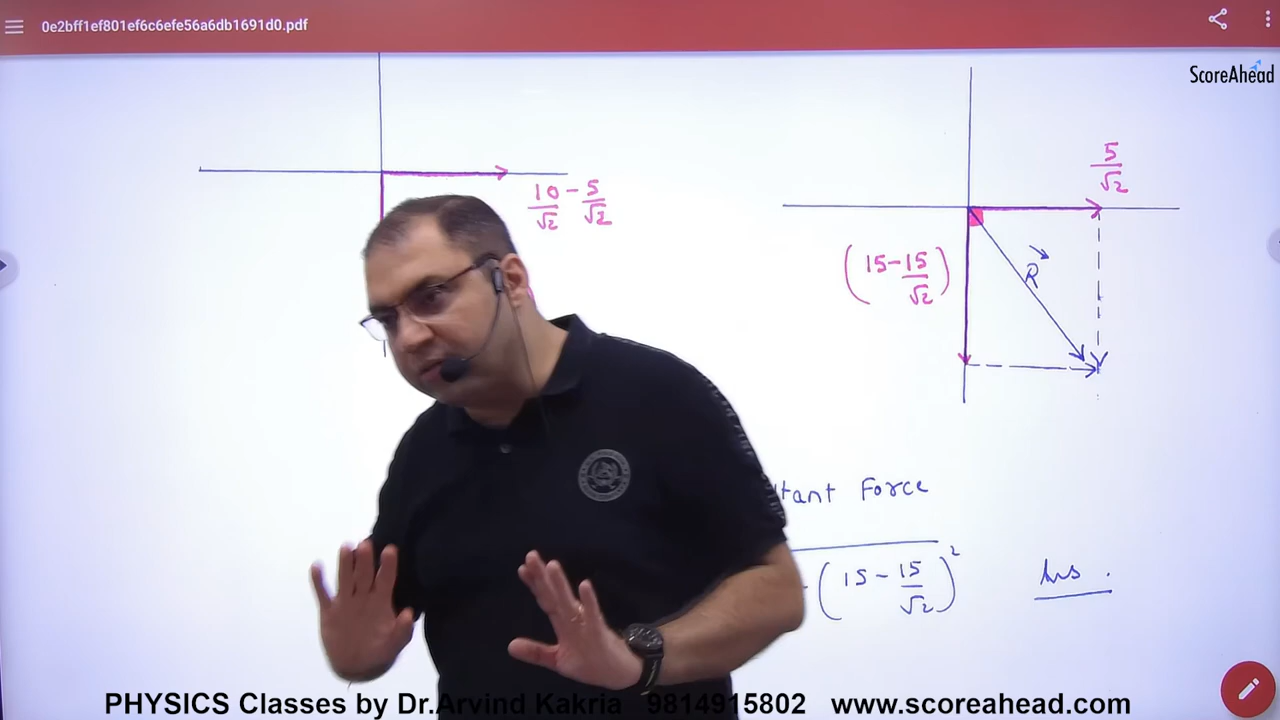 0e2bff1ef801ef6c6efe56a6db1691d0.pdf
ScoreAhead
10/√2 - 5/√2
5/√2
(15 - 15/√2)
R⃗
Force
(15 - 15/√2)²
Ans.
PHYSICS Classes by Dr.Arvind Kakria 9814915802 www.scoreahead.com